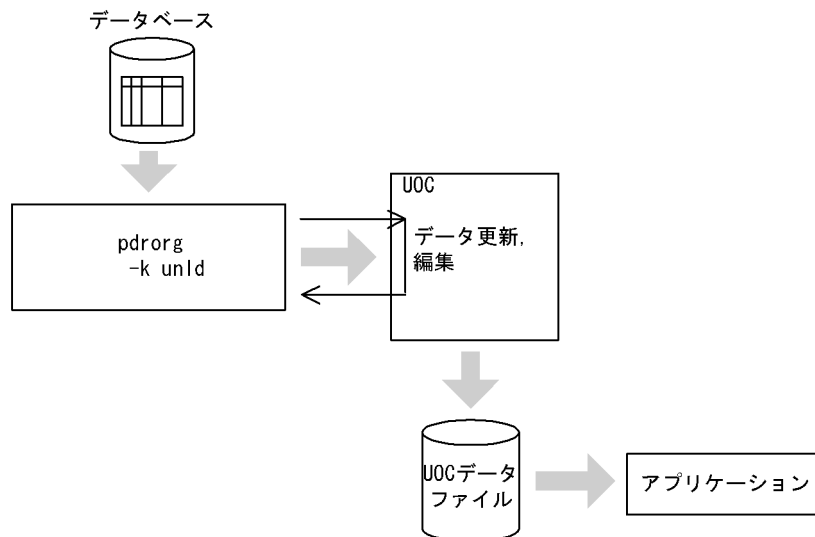 データベース
pdrorg
-k unld
UOC
データ更新,
編集
UOCデータ
ファイル
アプリケーション